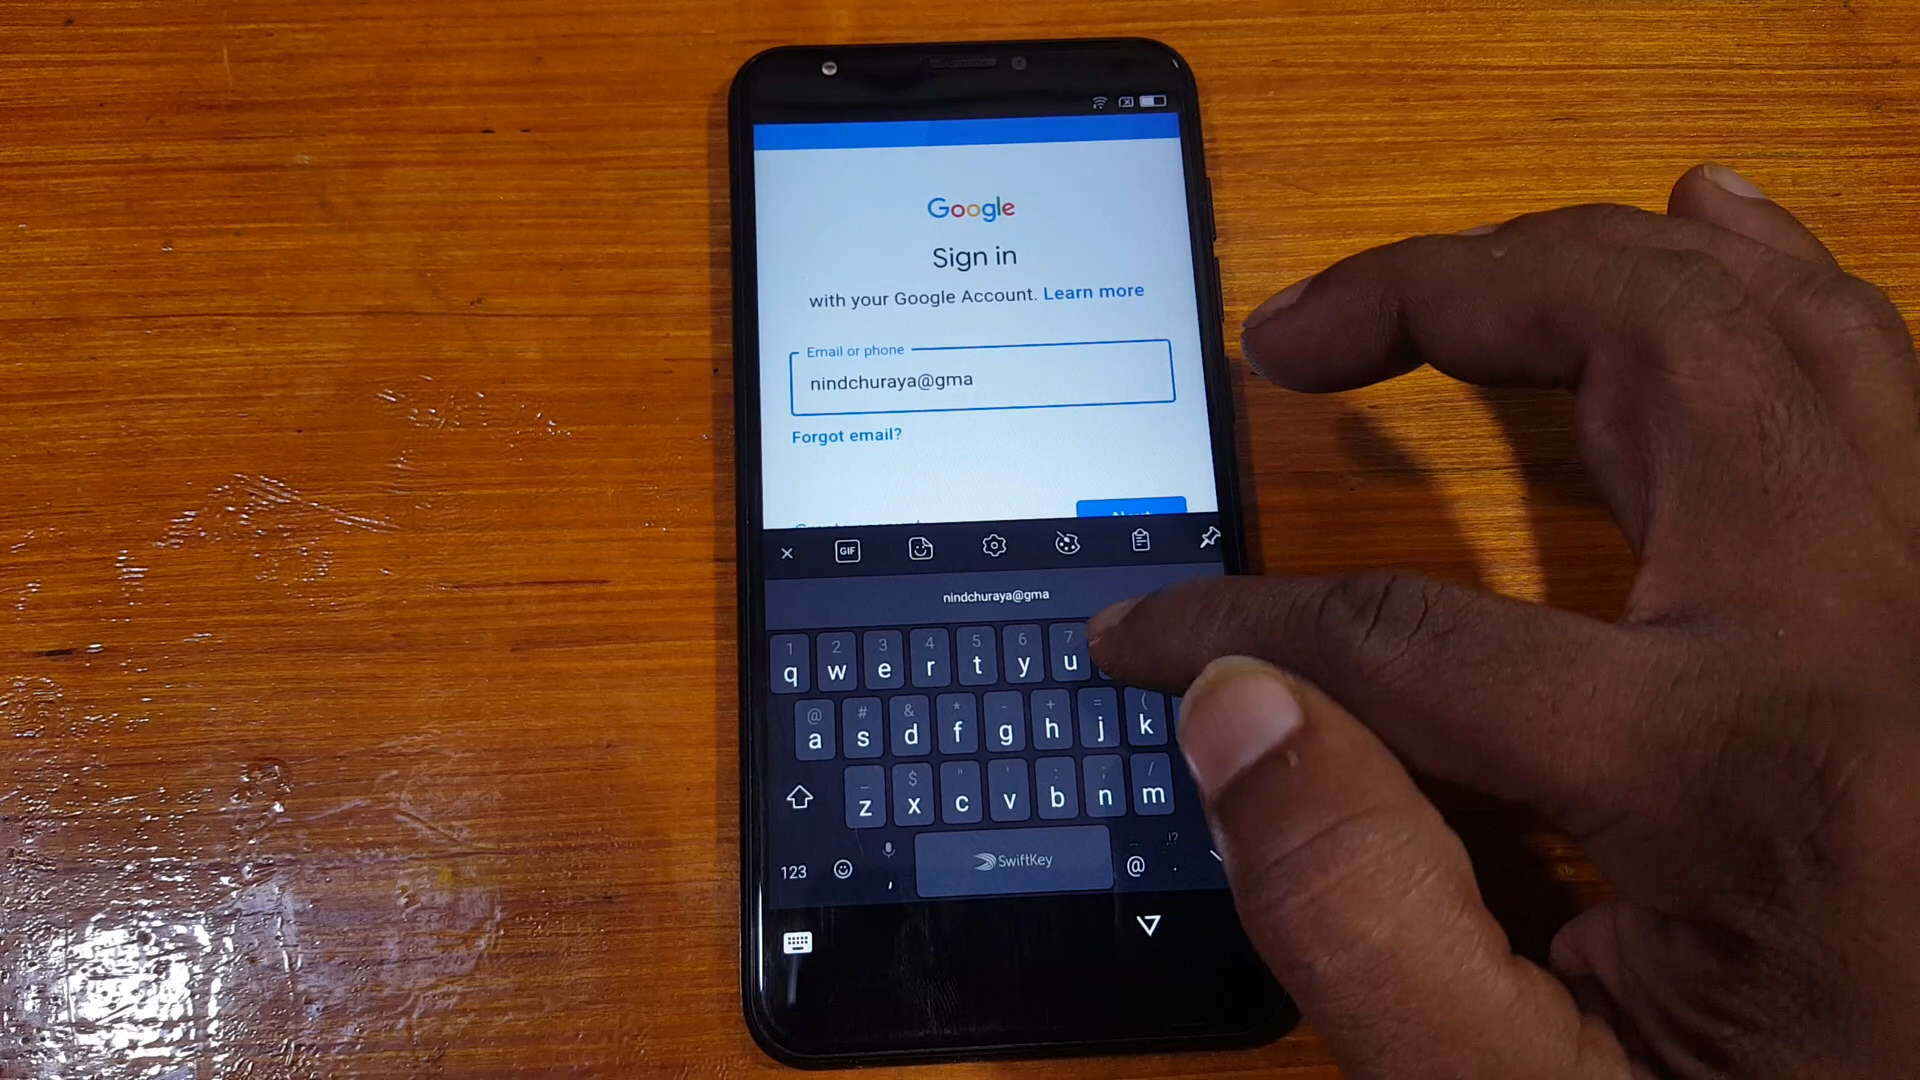 Google
Sign in
with your Google Account. Learn more
Email or phone
nindchuraya@gma
Forgot email?
Next
GIF
nindchuraya@gma
1 2 3 4 5 6 7
q w e r t y u
@ # & * - + = (
a s d f g h j k
_ $ " ' : ; /
z x c v b n m
!?
123 , SwiftKey @ .